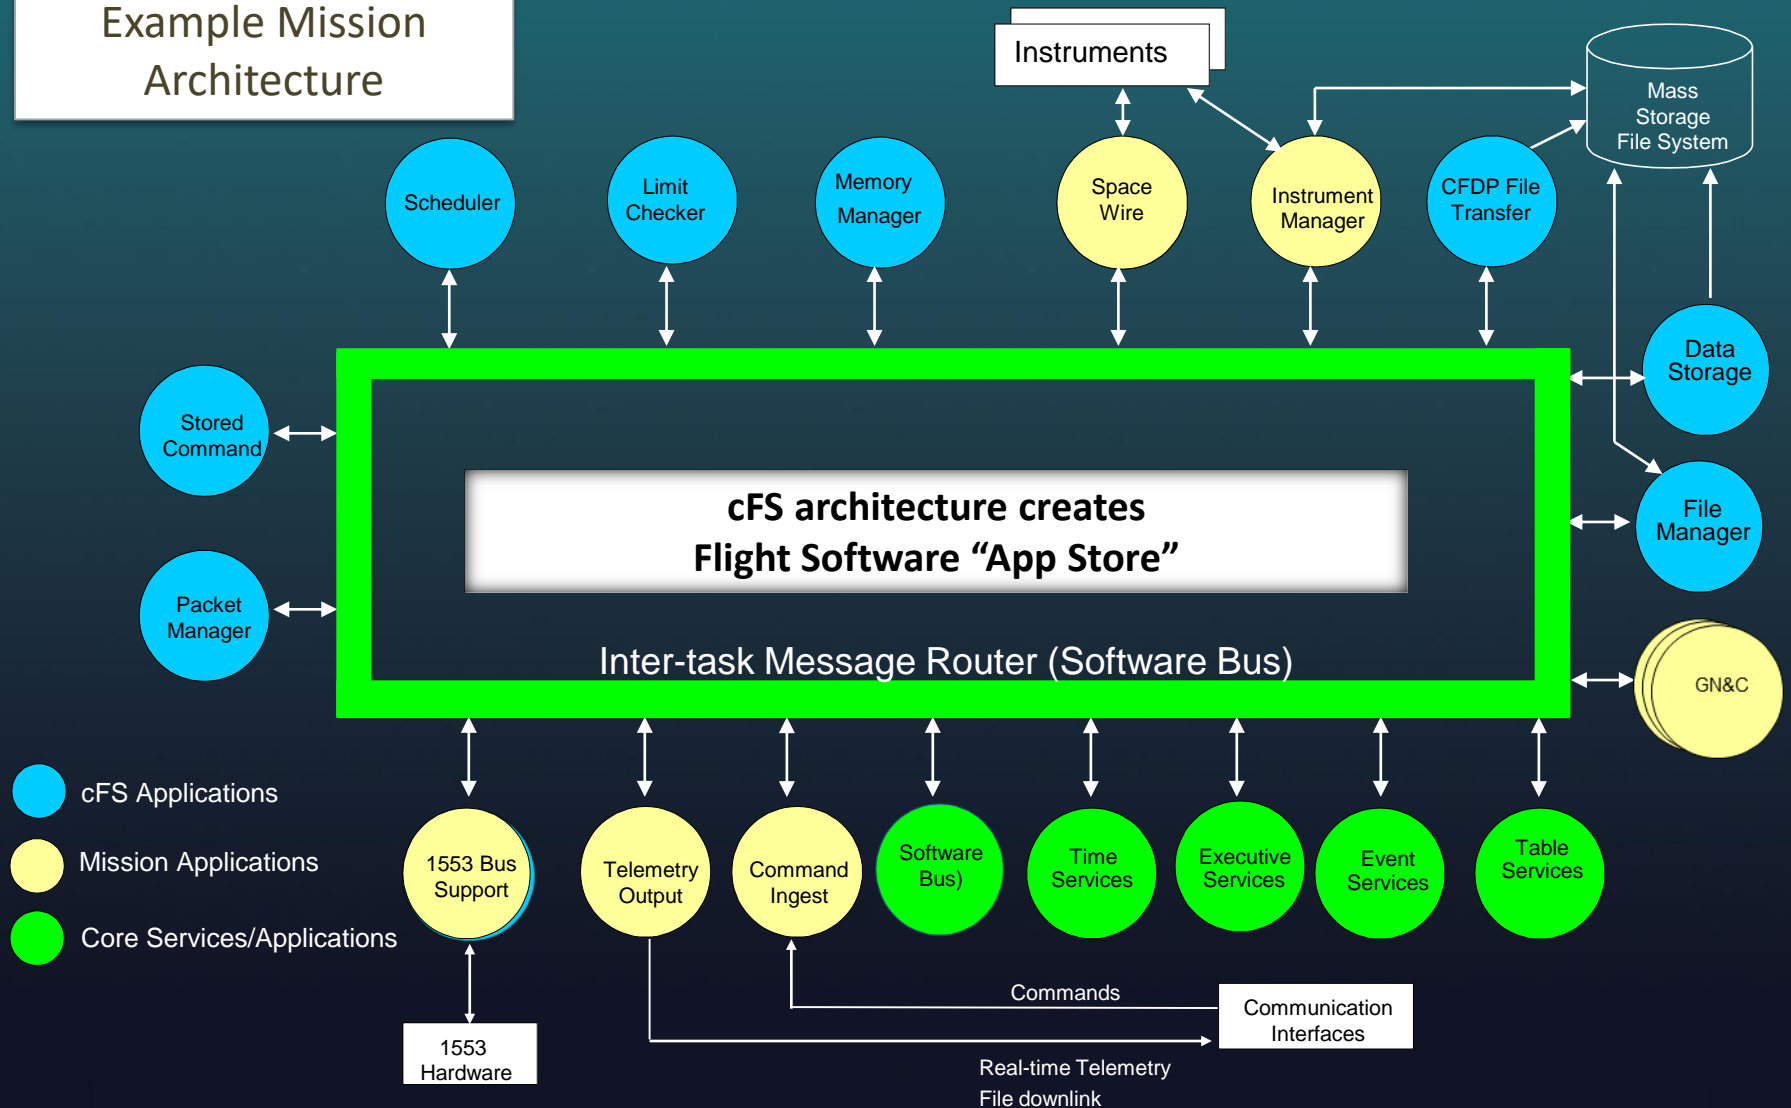 Example Mission
Architecture
Instruments
Mass
Storage
File System
Scheduler
Limit
Checker
Memory
Manager
Space
Wire
Instrument
Manager
CFDP File
Transfer
Data
Storage
Stored
Command
cFS architecture creates
Flight Software “App Store”
File
Manager
Packet
Manager
Inter-task Message Router (Software Bus)
GN&C
cFS Applications
Mission Applications
Core Services/Applications
1553 Bus
Support
Telemetry
Output
Command
Ingest
Software
Bus)
Time
Services
Executive
Services
Event
Services
Table
Services
Commands
Communication
Interfaces
1553
Hardware
Real-time Telemetry
File downlink